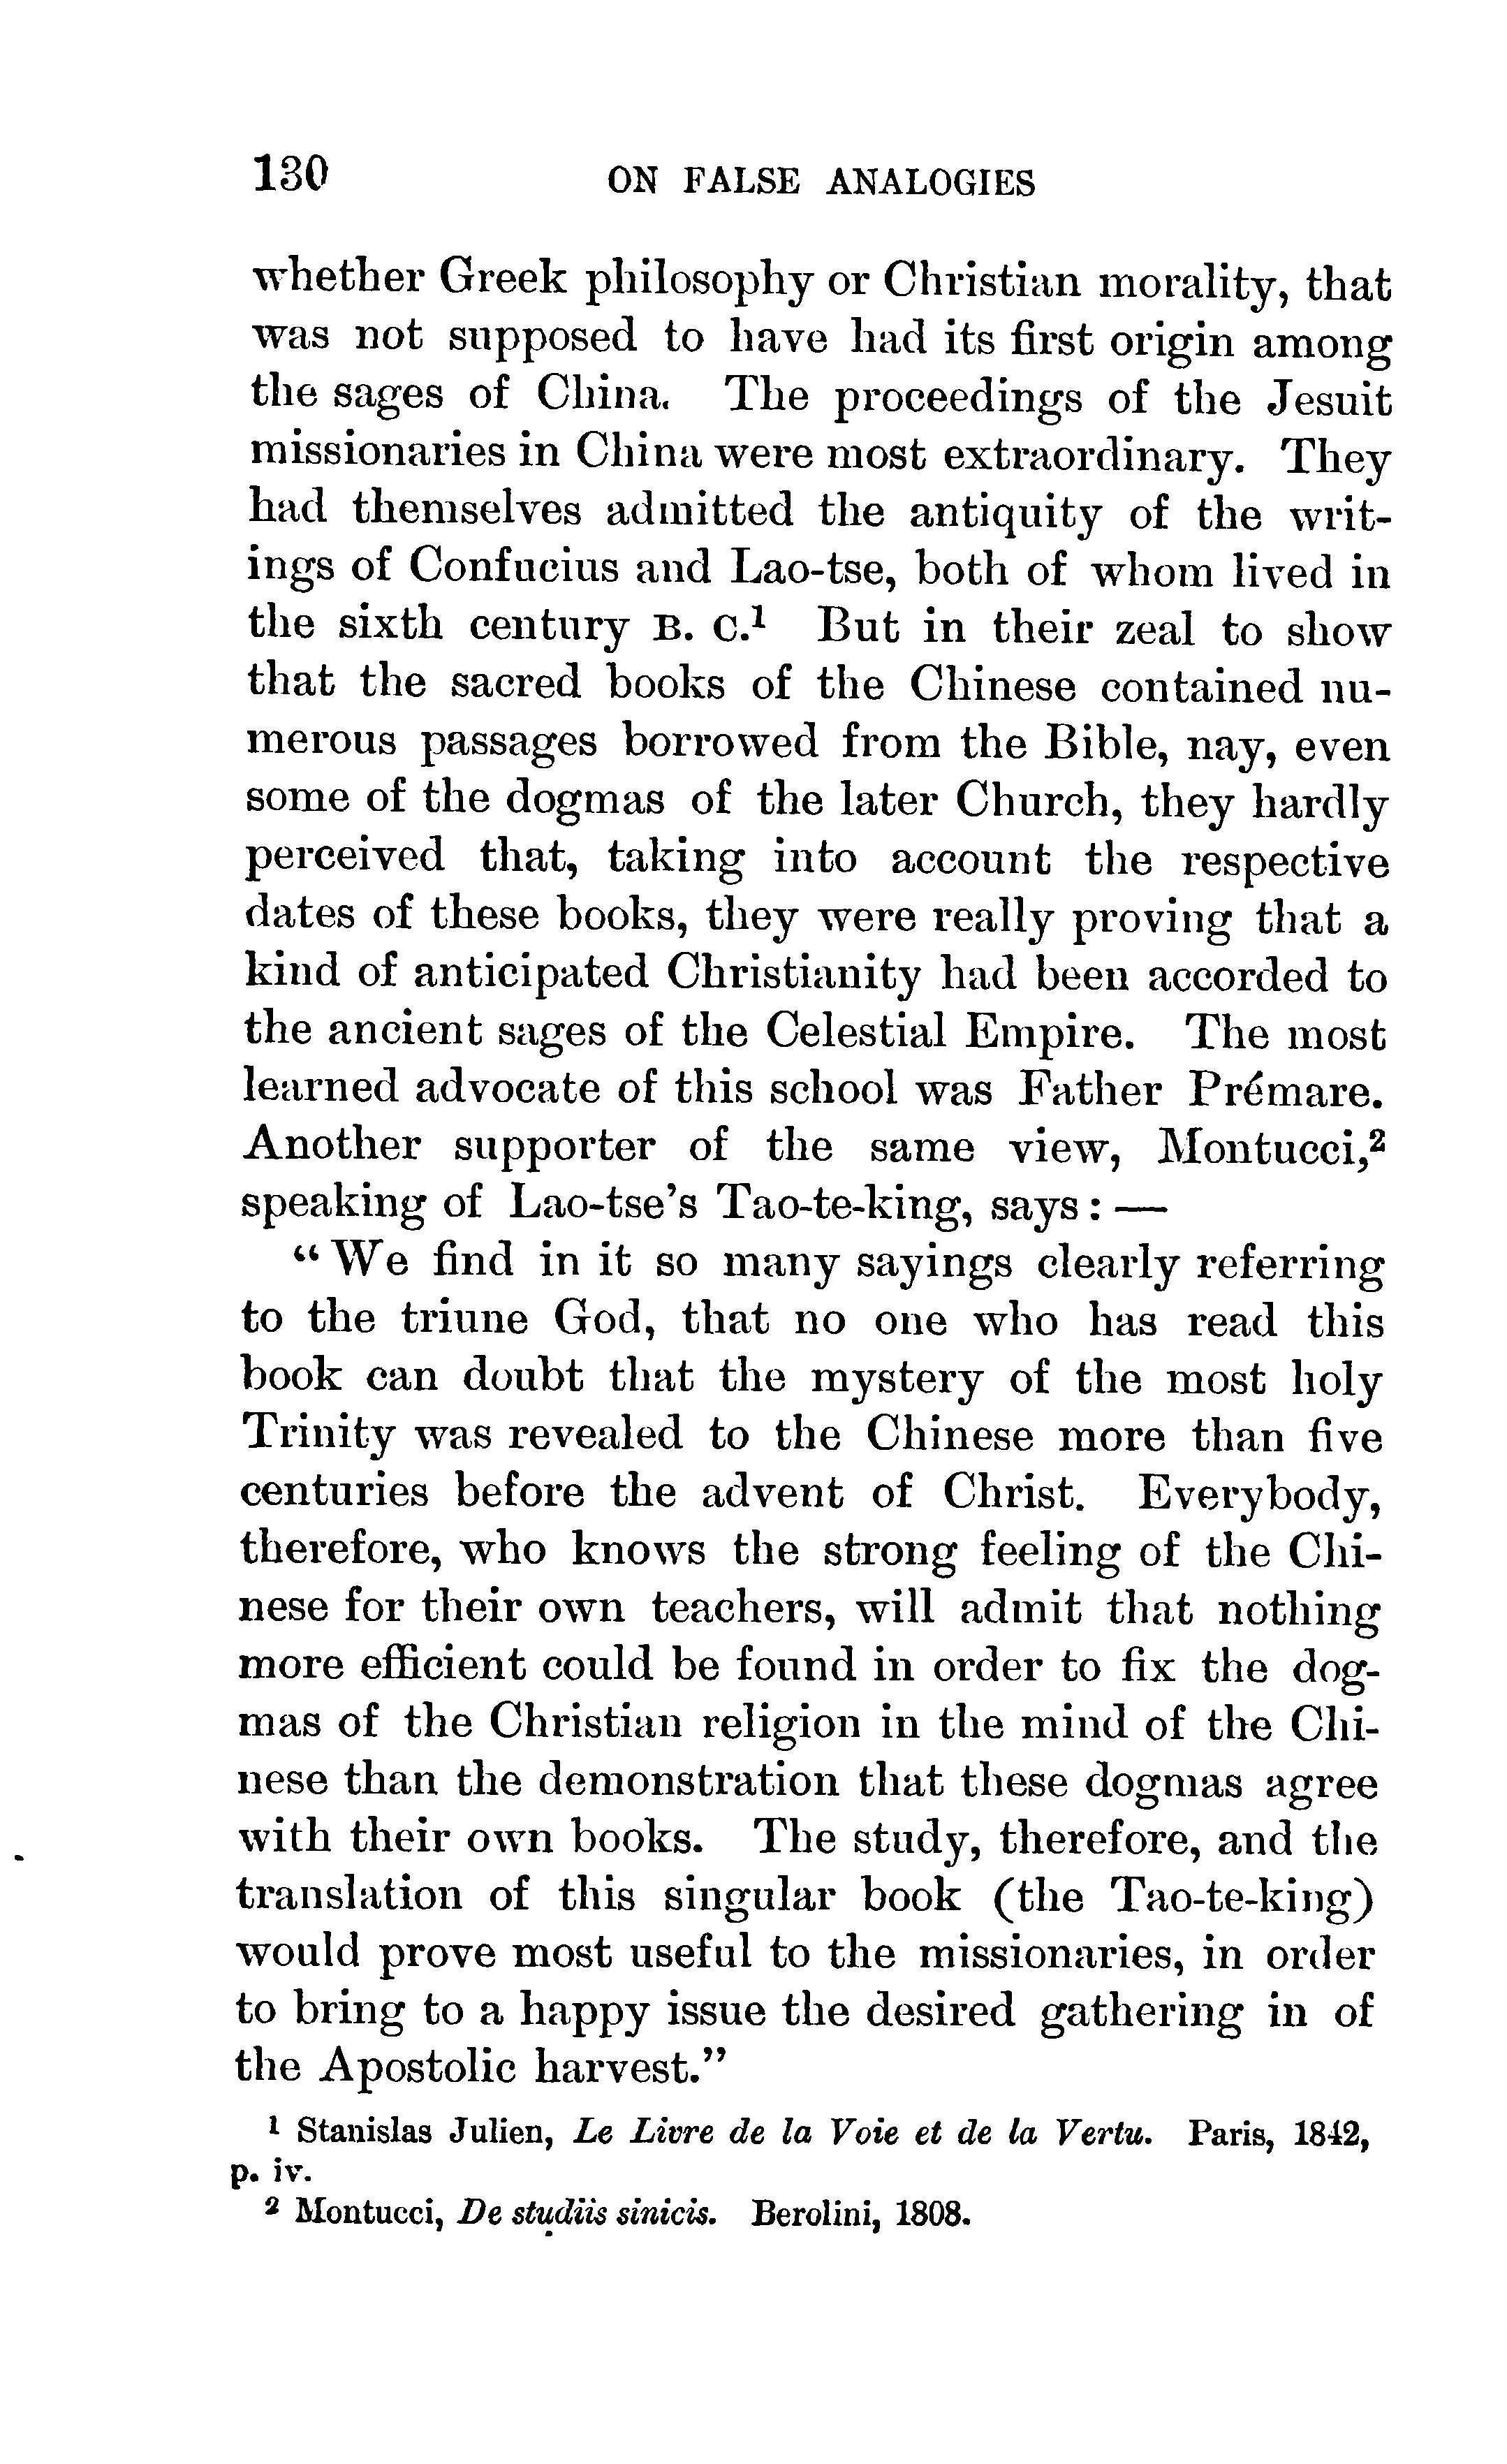 130 ON FALSE ANALOGIES
whether Greek philosophy or Christian morality, that
was not supposed to have had its first origin among
the sages of China. The proceedings of the Jesuit
missionaries in China were most extraordinary. They
had themselves admitted the antiquity of the writ-
ings of Confucius and Lao-tse, both of whom lived in
the sixth century B. C.¹ But in their zeal to show
that the sacred books of the Chinese contained nu-
merous passages borrowed from the Bible, nay, even
some of the dogmas of the later Church, they hardly
perceived that, taking into account the respective
dates of these books, they were really proving that a
kind of anticipated Christianity had been accorded to
the ancient sages of the Celestial Empire. The most
learned advocate of this school was Father Prémare.
Another supporter of the same view, Montucci,²
speaking of Lao-tse's Tao-te-king, says: —
"We find in it so many sayings clearly referring
to the triune God, that no one who has read this
book can doubt that the mystery of the most holy
Trinity was revealed to the Chinese more than five
centuries before the advent of Christ. Everybody,
therefore, who knows the strong feeling of the Chi-
nese for their own teachers, will admit that nothing
more efficient could be found in order to fix the dog-
mas of the Christian religion in the mind of the Chi-
nese than the demonstration that these dogmas agree
with their own books. The study, therefore, and the
translation of this singular book (the Tao-te-king)
would prove most useful to the missionaries, in order
to bring to a happy issue the desired gathering in of
the Apostolic harvest."
¹ Stanislas Julien, Le Livre de la Voie et de la Vertu. Paris, 1842,
p. iv.
² Montucci, De studiis sinicis. Berolini, 1808.